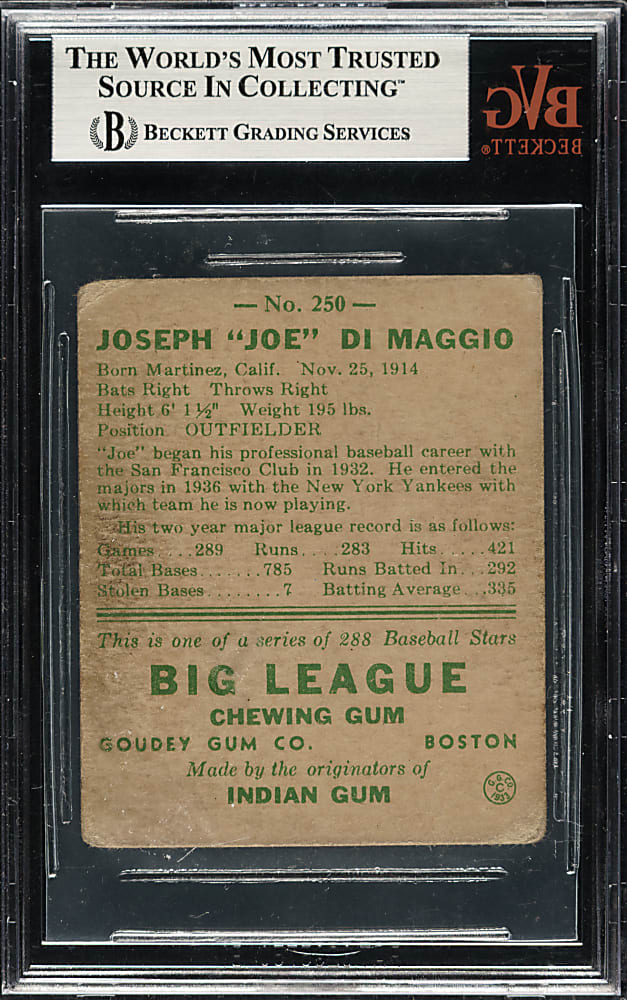 THE WORLD'S MOST TRUSTED
SOURCE IN COLLECTING™
B BECKETT GRADING SERVICES
BVG
BECKETT®
— No. 250 —
JOSEPH "JOE" DI MAGGIO
Born Martinez, Calif. Nov. 25, 1914
Bats Right Throws Right
Height 6' 1½" Weight 195 lbs.
Position OUTFIELDER
"Joe" began his professional baseball career with
the San Francisco Club in 1932. He entered the
majors in 1936 with the New York Yankees with
which team he is now playing.
His two year major league record is as follows:
Games....289 Runs....283 Hits.....421
Total Bases.......785 Runs Batted In...292
Stolen Bases........7 Batting Average...335
This is one of a series of 288 Baseball Stars
BIG LEAGUE
CHEWING GUM
GOUDEY GUM CO. BOSTON
Made by the originators of
INDIAN GUM
G.G.CO.
C
1933